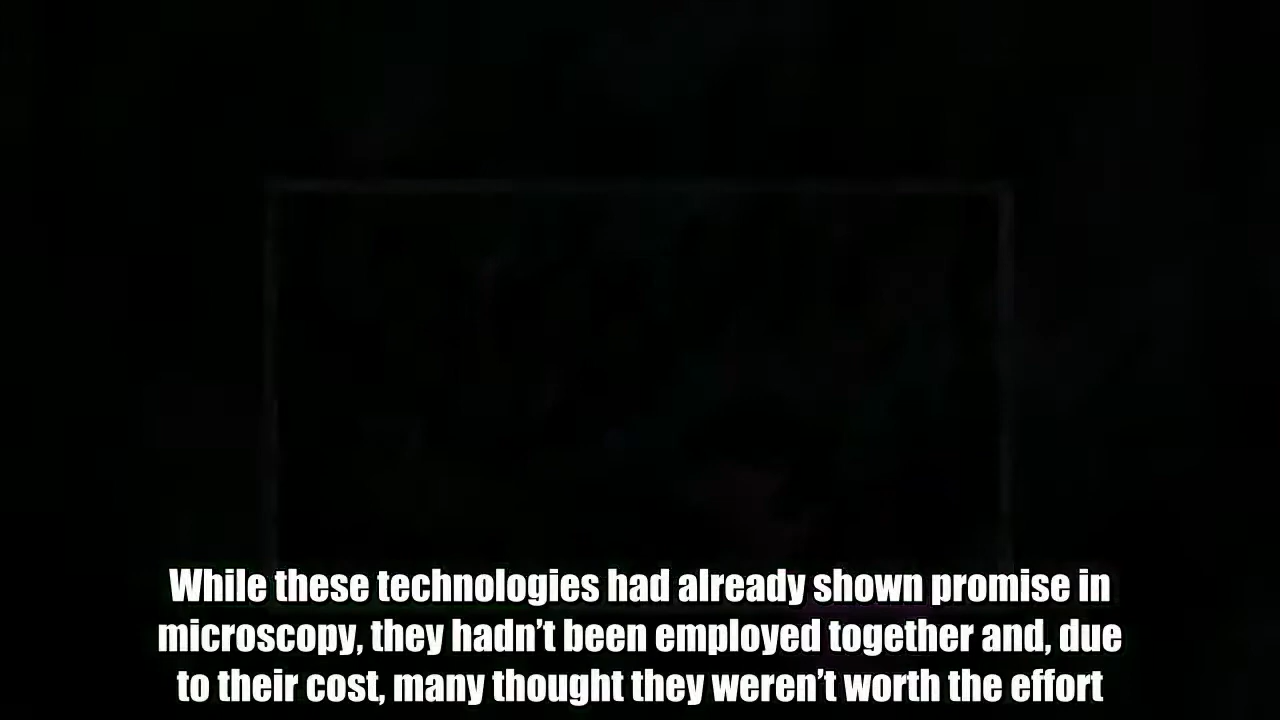 While these technologies had already shown promise in
microscopy, they hadn’t been employed together and, due
to their cost, many thought they weren’t worth the effort